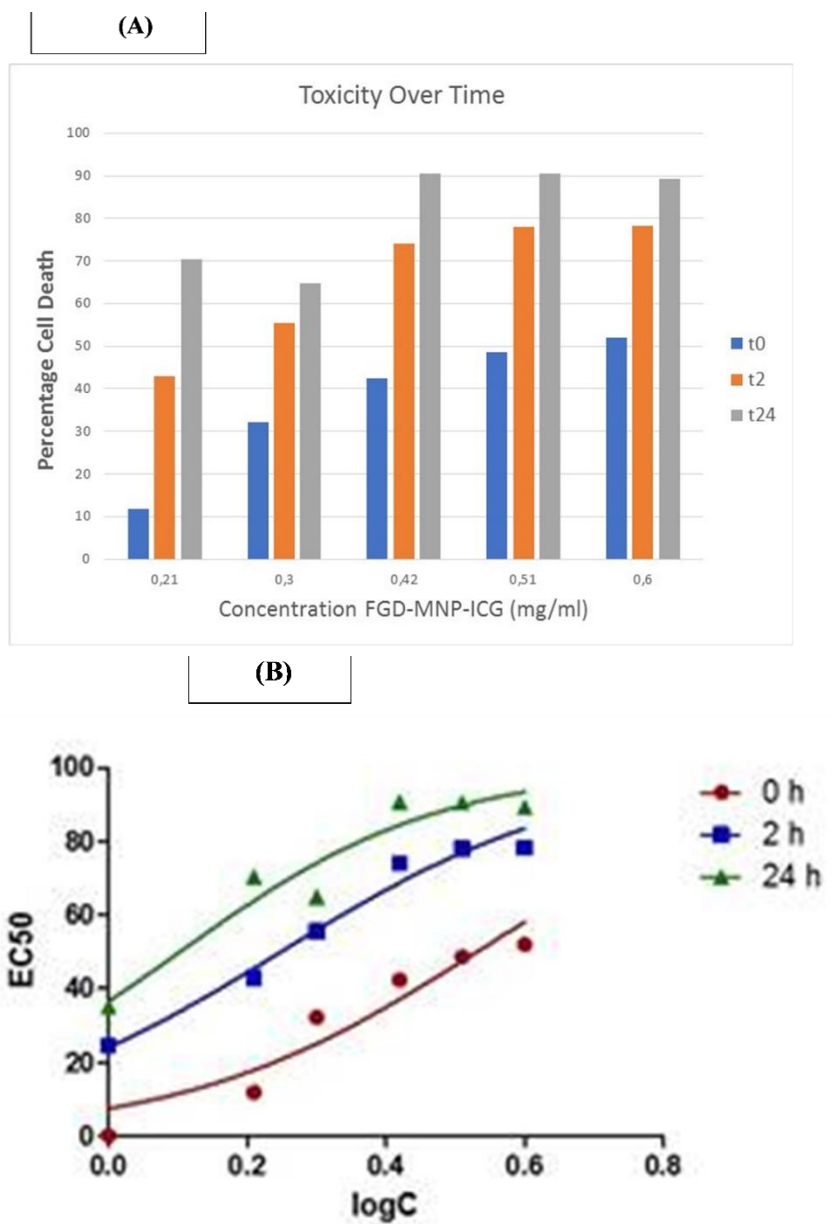 (A)
Toxicity Over Time
100
90
80
70
60
50
40
30
20
10
0
Percentage Cell Death
0,21 0,3 0,42 0,51 0,6
Concentration FGD-MNP-ICG (mg/ml)
t0
t2
t24
(B)
100
80
60
40
20
0
EC50
0.0 0.2 0.4 0.6 0.8
logC
0 h
2 h
24 h